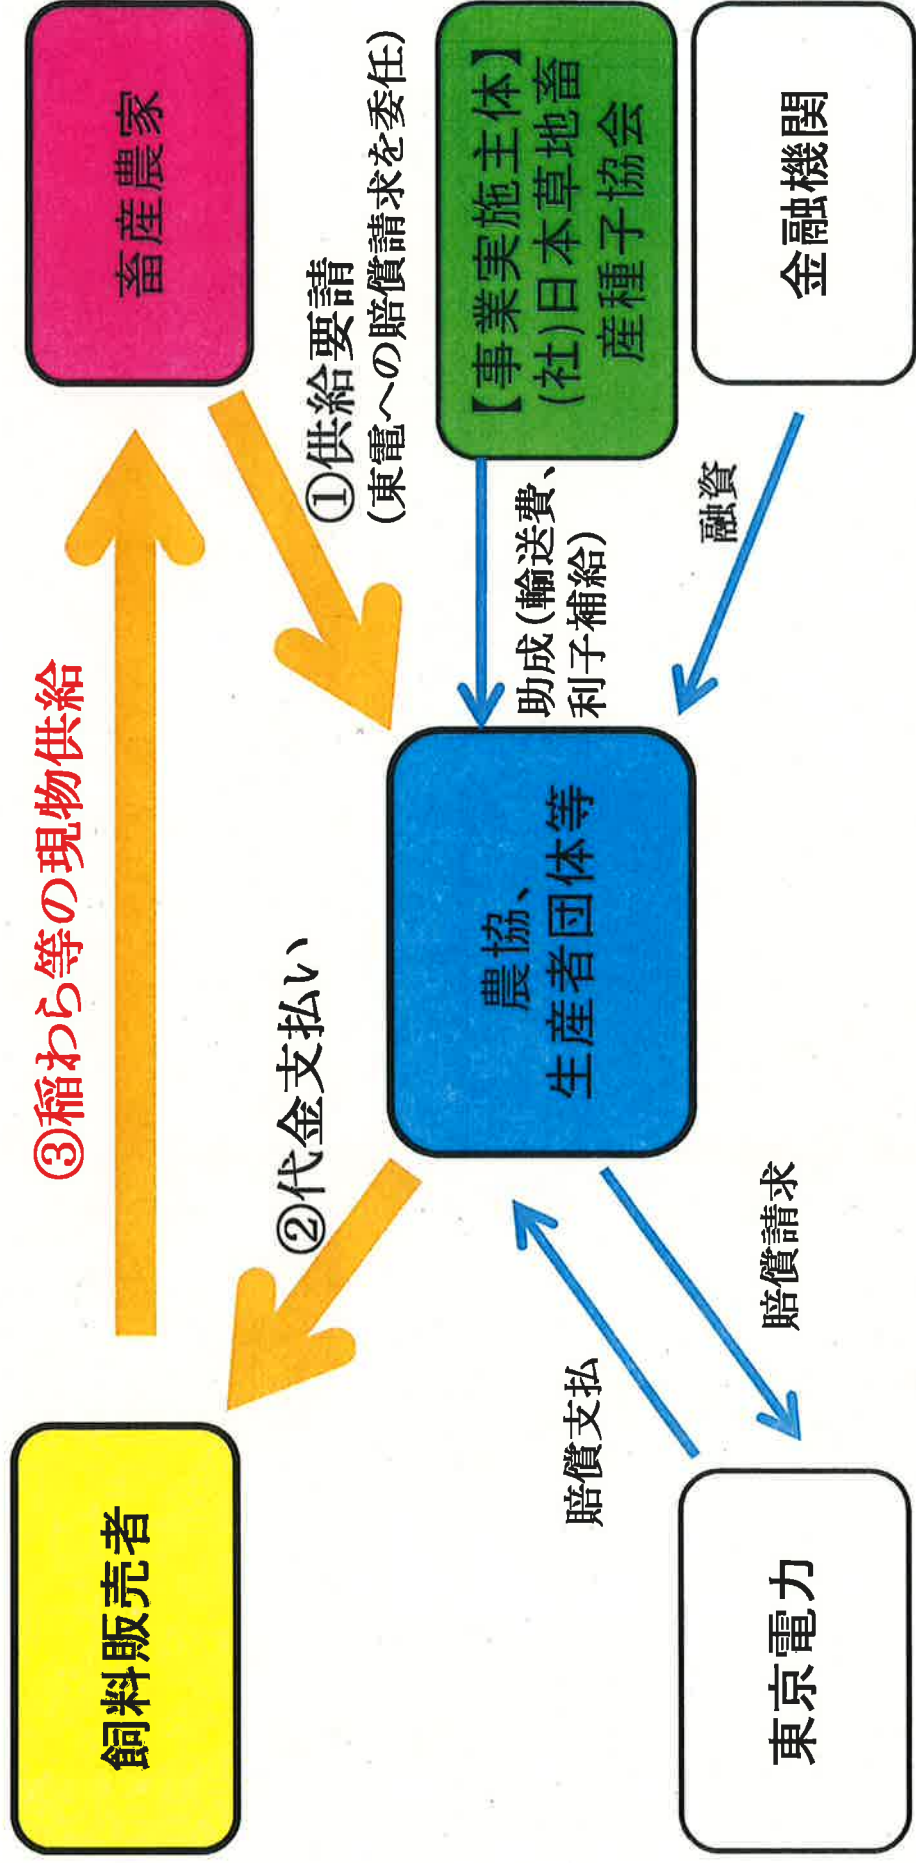 ③稲わら等の現物供給
飼料販売者
畜産農家
②代金支払い
①供給要請
(東電への賠償請求を委任)
農協、
生産者団体等
【事業実施主体】
(社)日本草地畜
産種子協会
助成(輸送費、
利子補給)
賠償支払
賠償請求
融資
東京電力
金融機関